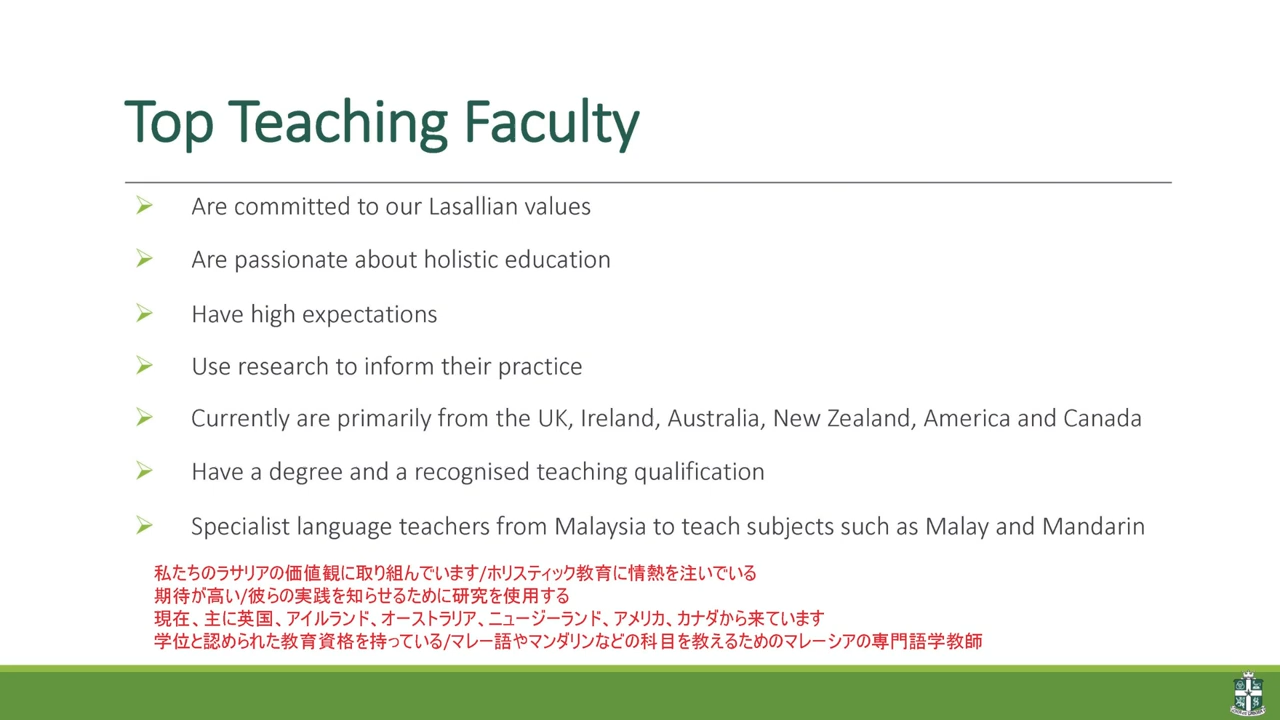 Top Teaching Faculty
Are committed to our Lasallian values
Are passionate about holistic education
Have high expectations
Use research to inform their practice
Currently are primarily from the UK, Ireland, Australia, New Zealand, America and Canada
Have a degree and a recognised teaching qualification
Specialist language teachers from Malaysia to teach subjects such as Malay and Mandarin
私たちのラサリアの価値観に取り組んでいます/ホリスティック教育に情熱を注いでいる
期待が高い/彼らの実践を知らせるために研究を使用する
現在、主に英国、アイルランド、オーストラリア、ニュージーランド、アメリカ、カナダから来ています
学位と認められた教育資格を持っている/マレー語やマンダリンなどの科目を教えるためのマレーシアの専門語学教師